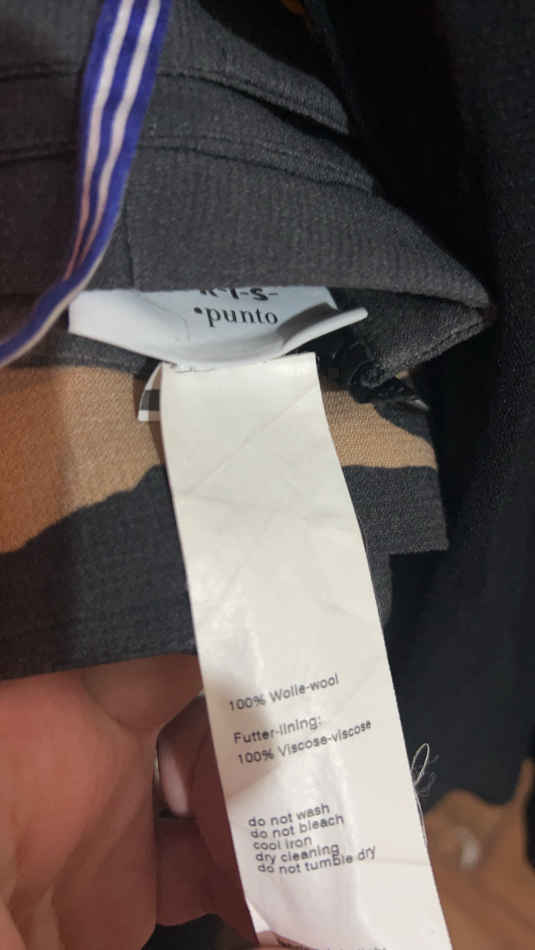 •punto
100% Wolle-wool
Futter-lining:
100% Viscose-viscose
do not wash
do not bleach
cool iron
dry cleaning
do not tumble dry